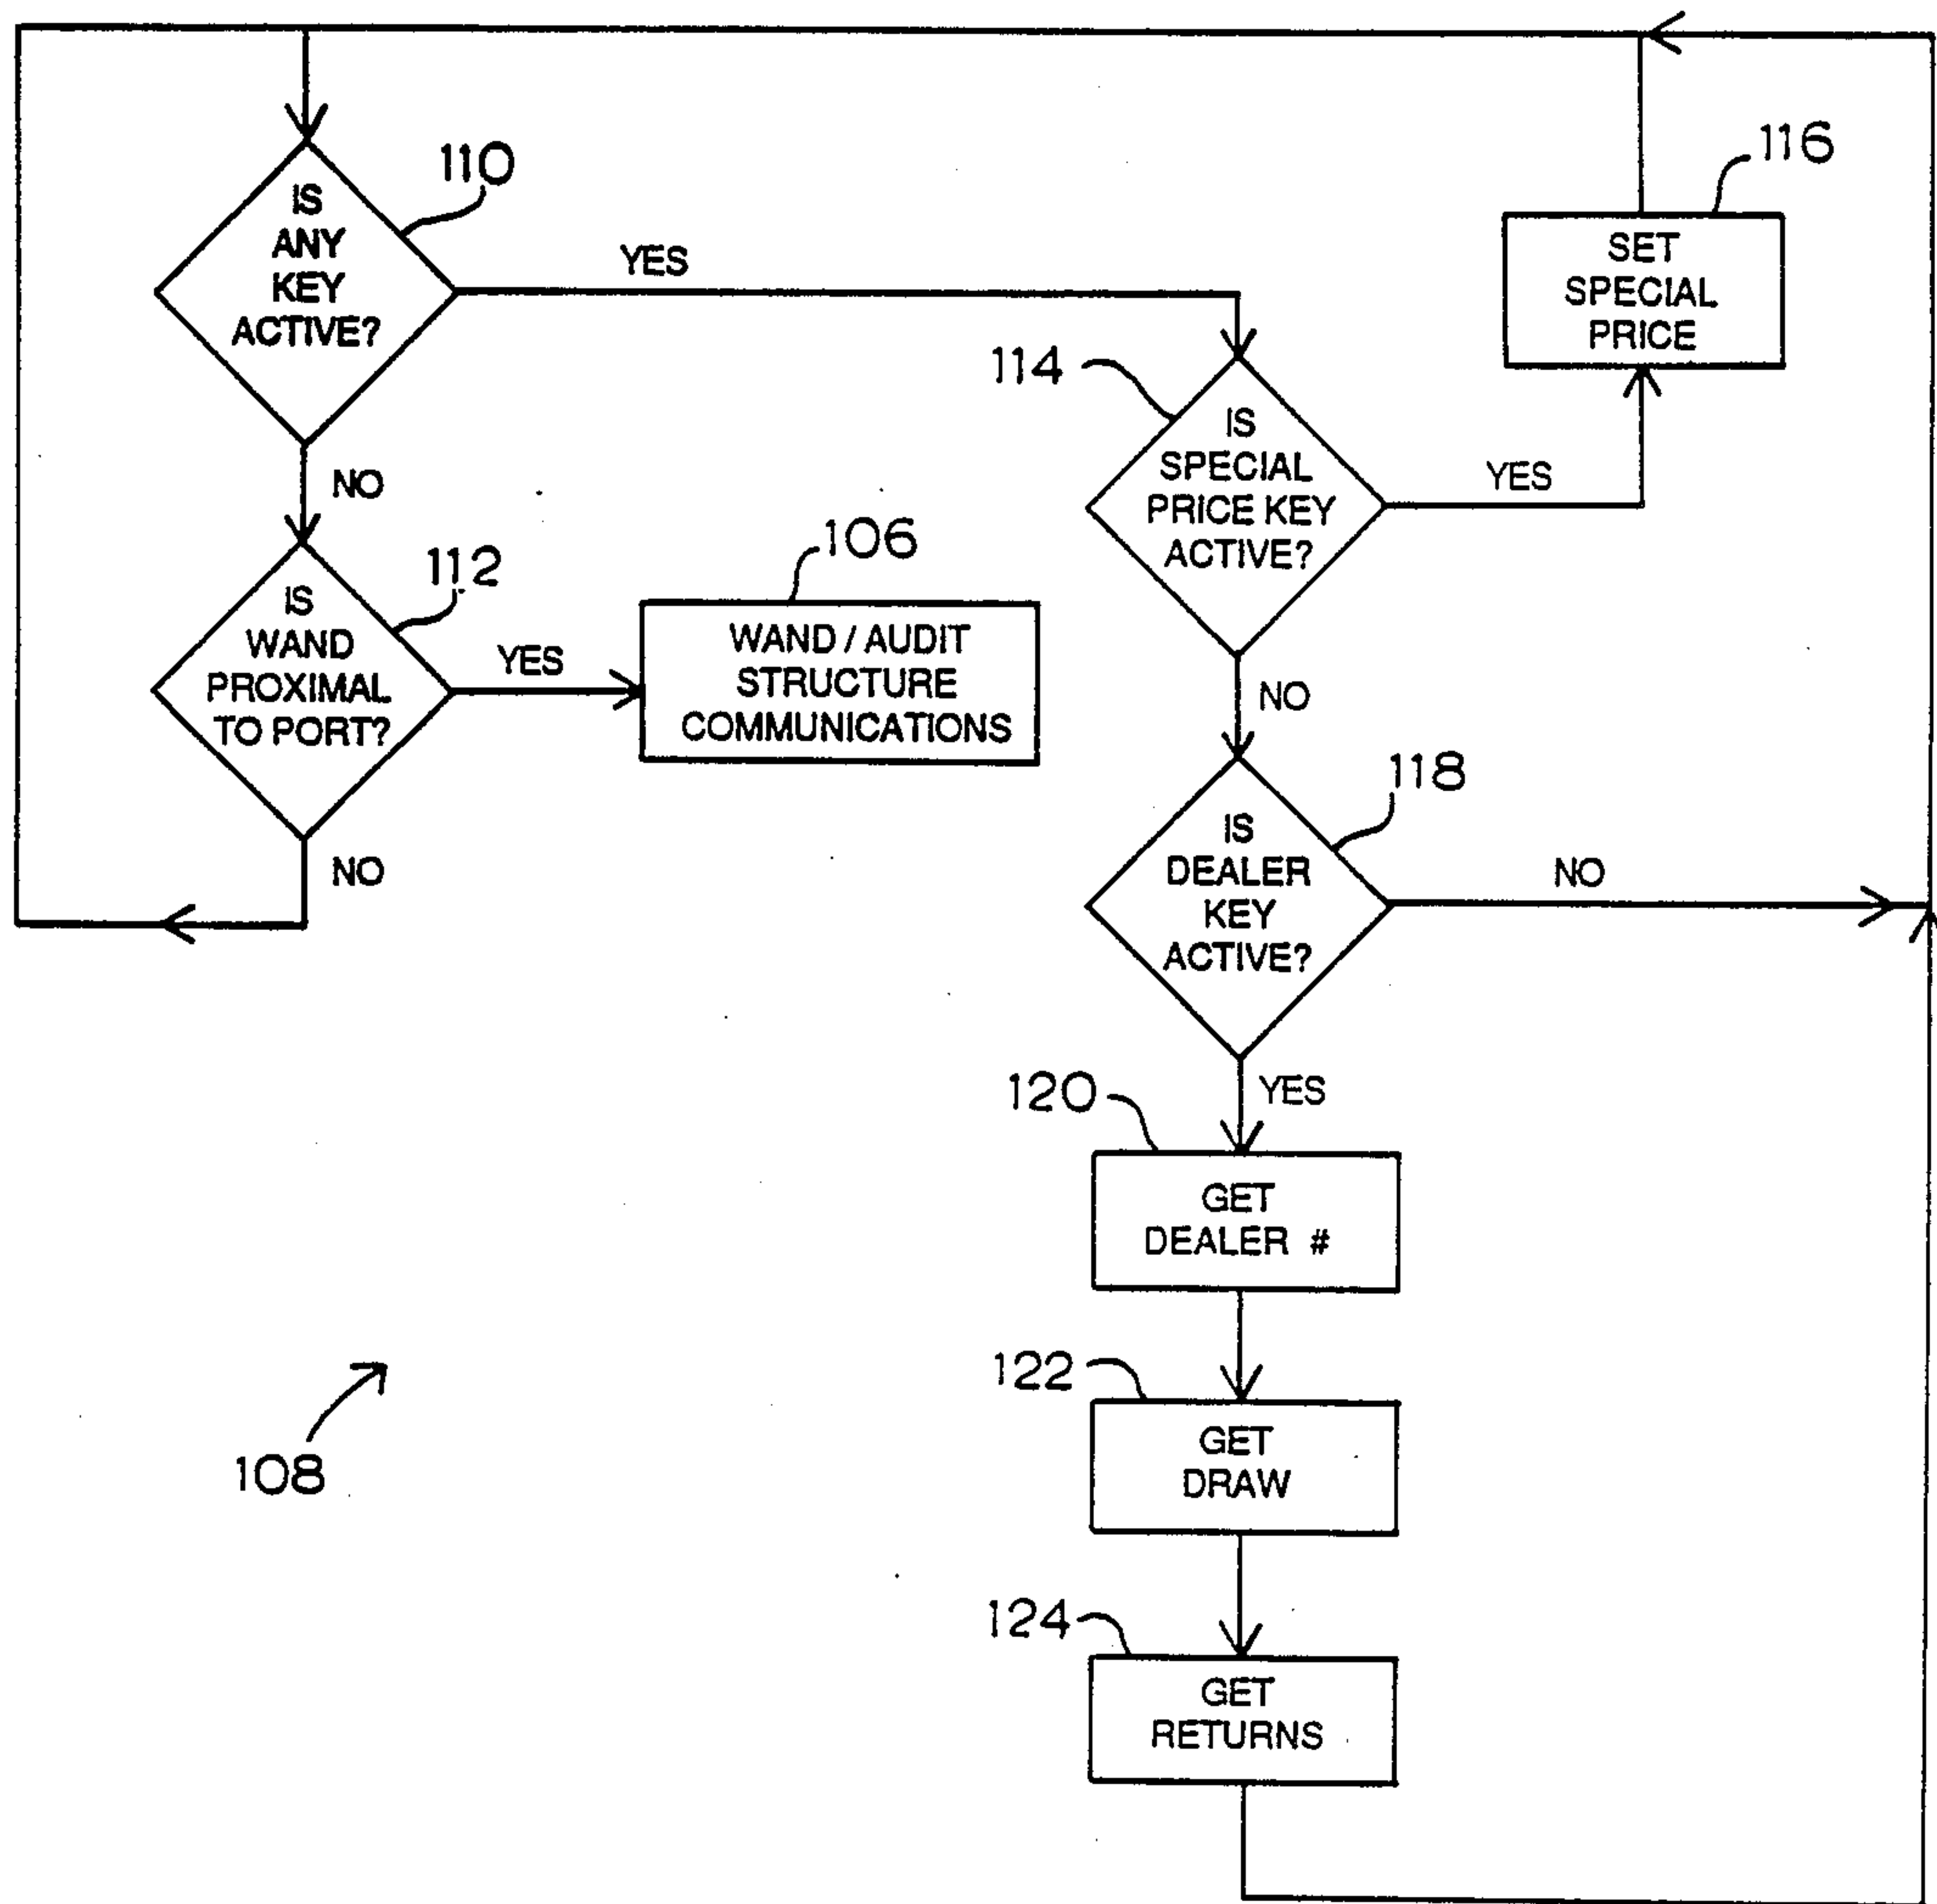 110
IS
ANY
KEY
ACTIVE?
YES
NO
116
SET
SPECIAL
PRICE
114
IS
SPECIAL
PRICE KEY
ACTIVE?
YES
NO
112
IS
WAND
PROXIMAL
TO PORT?
YES
NO
106
WAND / AUDIT
STRUCTURE
COMMUNICATIONS
118
IS
DEALER
KEY
ACTIVE?
NO
YES
120
GET
DEALER #
122
GET
DRAW
124
GET
RETURNS
108